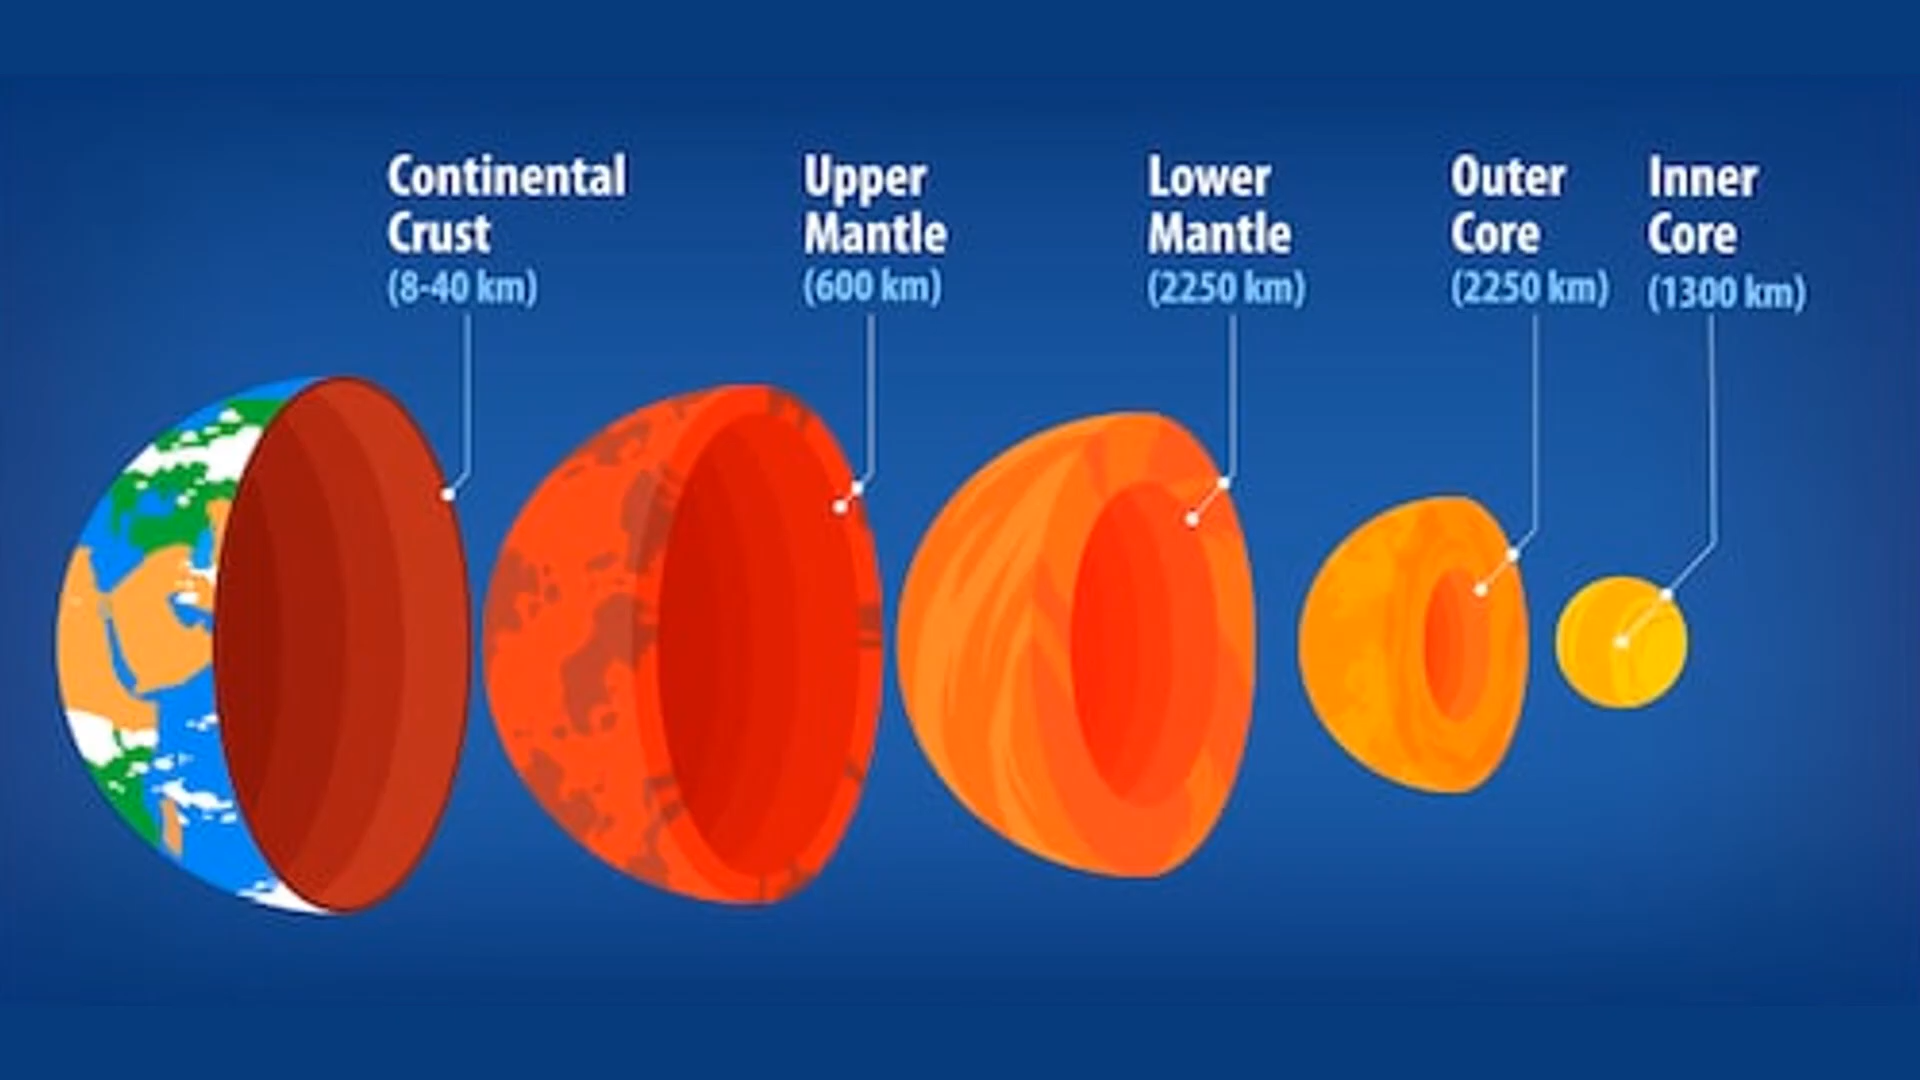 Continental
Crust
(8-40 km)
Upper
Mantle
(600 km)
Lower
Mantle
(2250 km)
Outer
Core
(2250 km)
Inner
Core
(1300 km)